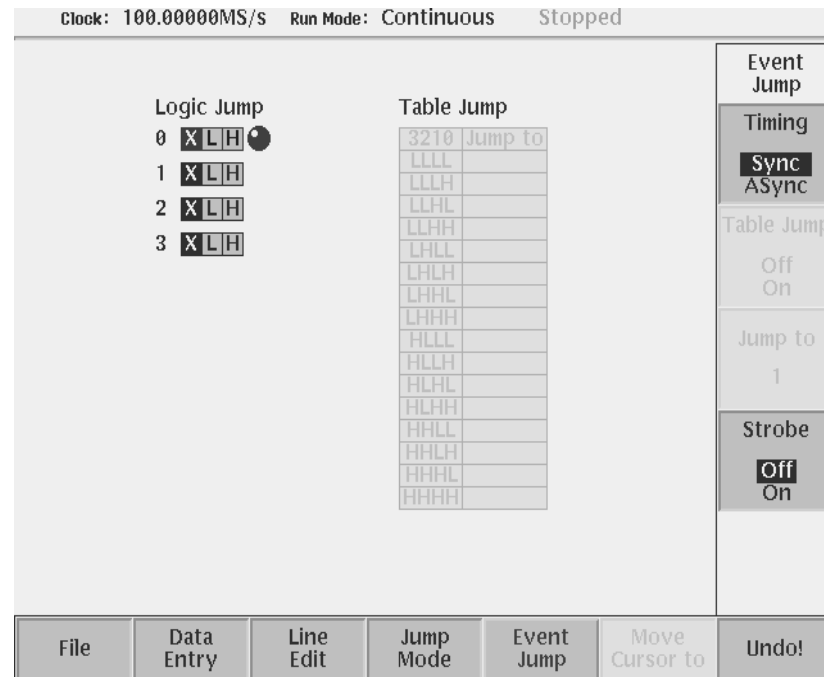 Clock: 100.00000MS/s Run Mode: Continuous Stopped
Logic Jump
0 X L H
1 X L H
2 X L H
3 X L H
Table Jump
3210 Jump to
LLLL
LLLH
LLHL
LLHH
LHLL
LHLH
LHHL
LHHH
HLLL
HLLH
HLHL
HLHH
HHLL
HHLH
HHHL
HHHH
Event
Jump
Timing
Sync
ASync
Table Jump
Off
On
Jump to
1
Strobe
Off
On
File
Data
Entry
Line
Edit
Jump
Mode
Event
Jump
Move
Cursor to
Undo!